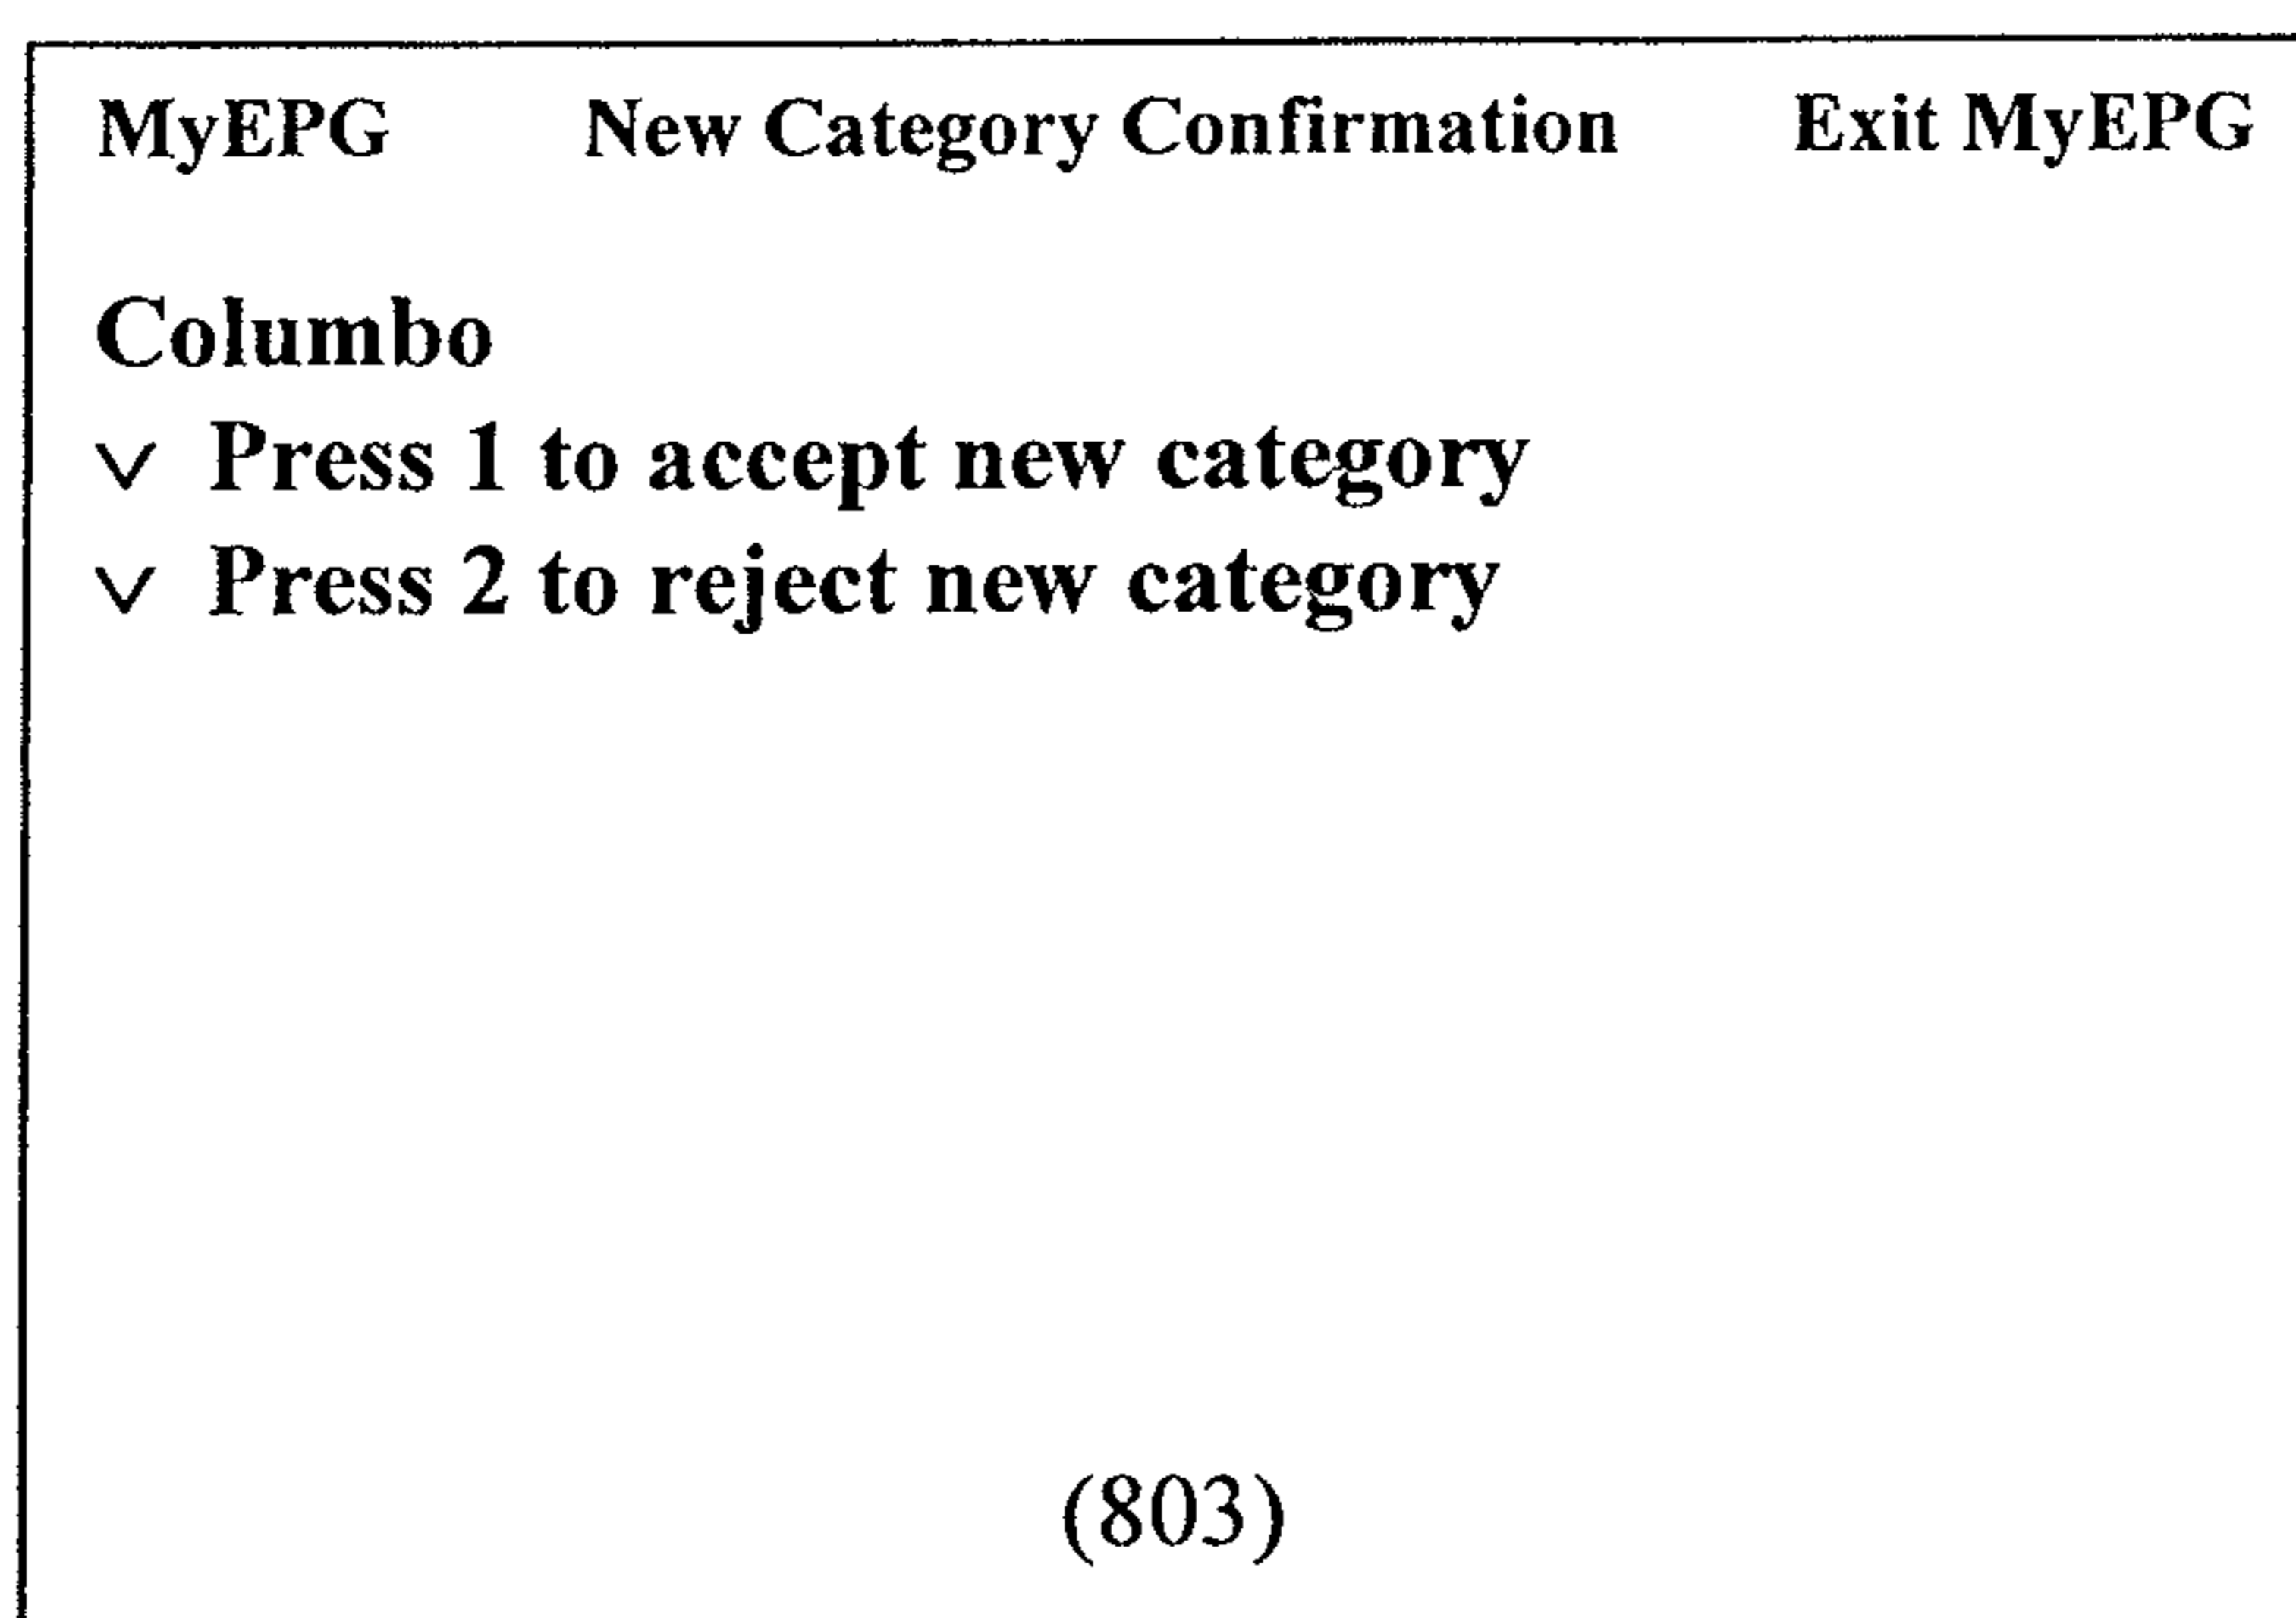 MyEPG New Category Confirmation Exit MyEPG
Columbo
∨ Press 1 to accept new category
∨ Press 2 to reject new category
(803)